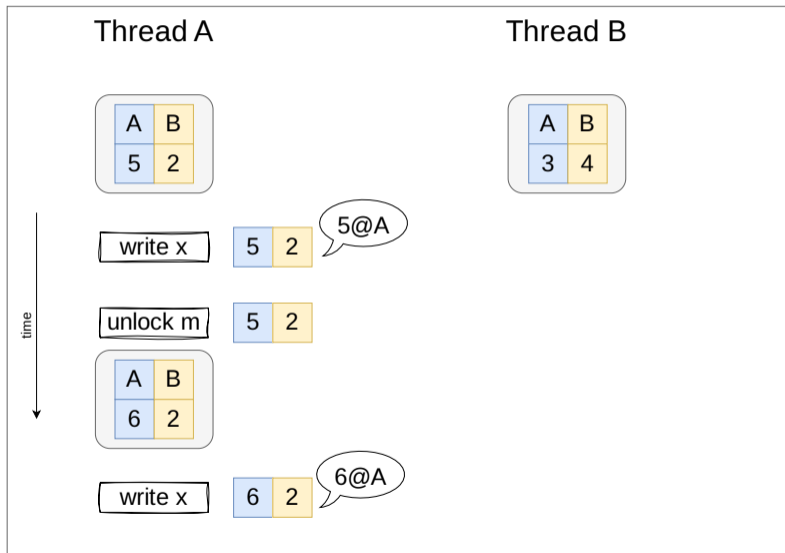 Thread A
Thread B
A B
5 2
A B
3 4
write x
5 2
5@A
time
unlock m
5 2
A B
6 2
write x
6 2
6@A